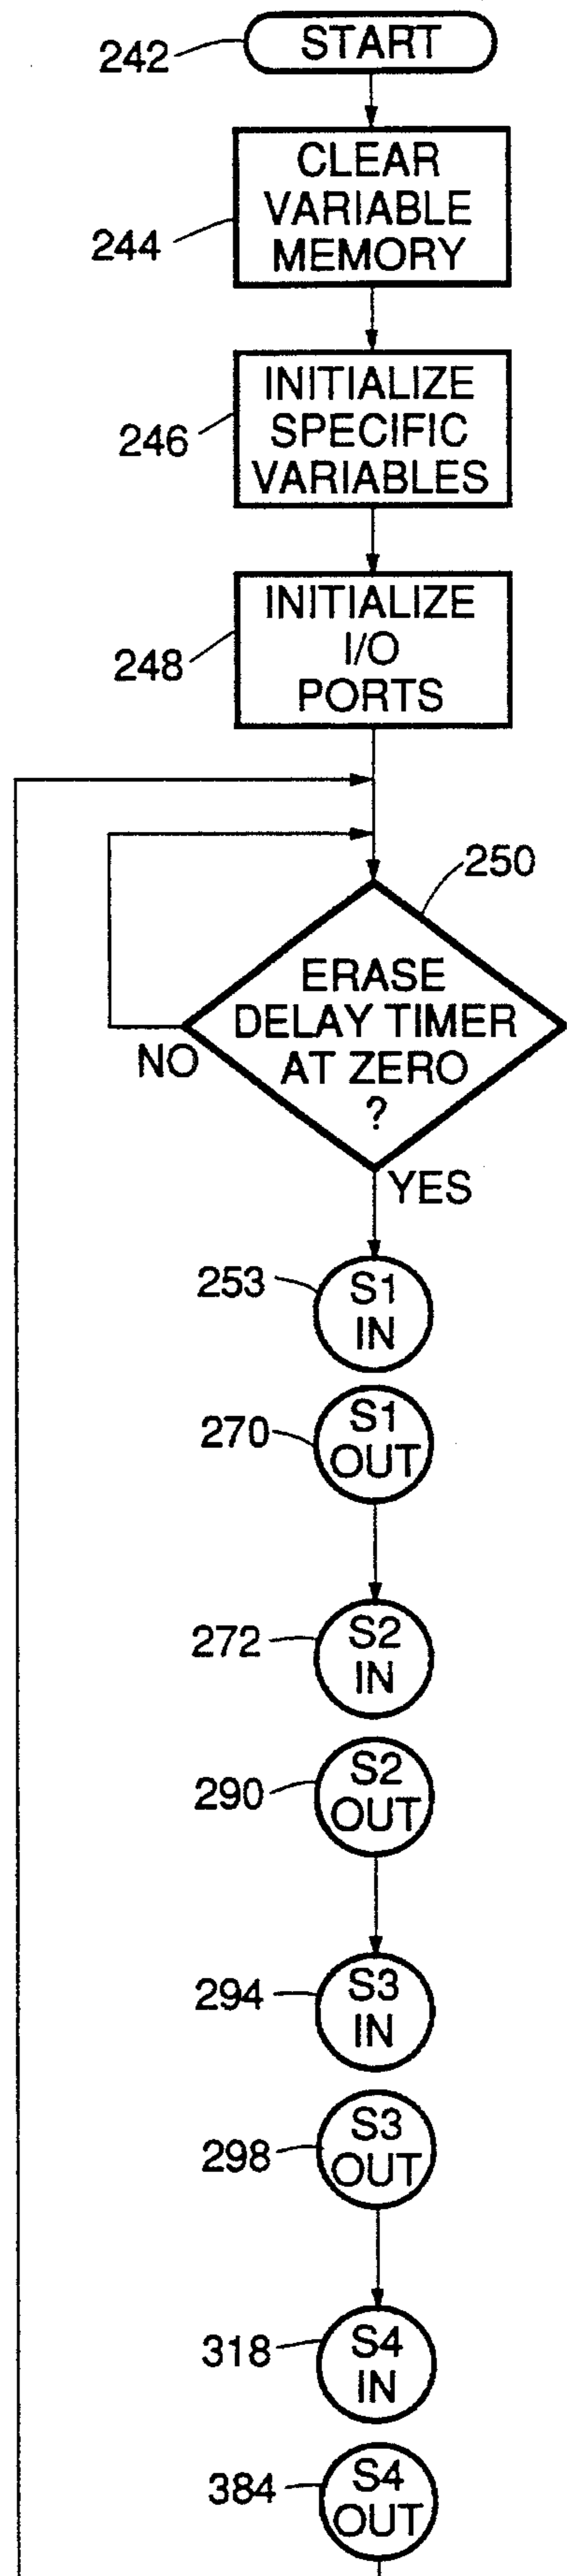 242
START
CLEAR
VARIABLE
MEMORY
244
INITIALIZE
SPECIFIC
VARIABLES
246
INITIALIZE
I/O
PORTS
248
250
ERASE
DELAY TIMER
AT ZERO
?
NO
YES
253
S1
IN
270
S1
OUT
272
S2
IN
290
S2
OUT
294
S3
IN
298
S3
OUT
318
S4
IN
384
S4
OUT